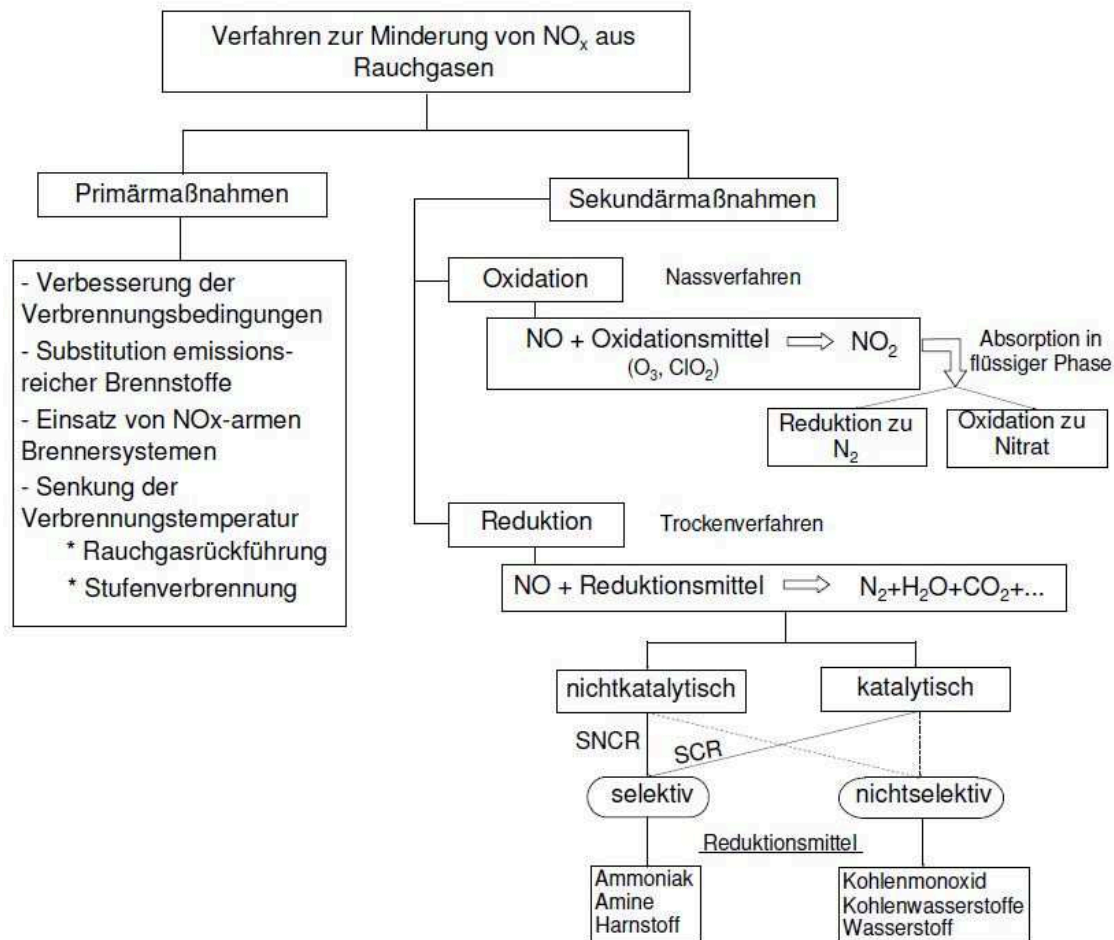 Verfahren zur Minderung von NOₓ aus
Rauchgasen
Primärmaßnahmen
- Verbesserung der
Verbrennungsbedingungen
- Substitution emissions-
reicher Brennstoffe
- Einsatz von NOx-armen
Brennersystemen
- Senkung der
Verbrennungstemperatur
* Rauchgasrückführung
* Stufenverbrennung
Sekundärmaßnahmen
Oxidation
Nassverfahren
NO + Oxidationsmittel ⇒ NO₂
(O₃, ClO₂)
Absorption in
flüssiger Phase
Reduktion zu
N₂
Oxidation zu
Nitrat
Reduktion
Trockenverfahren
NO + Reduktionsmittel ⇒ N₂+H₂O+CO₂+...
nichtkatalytisch
katalytisch
SNCR
SCR
selektiv
nichtselektiv
Reduktionsmittel
Ammoniak
Amine
Harnstoff
Kohlenmonoxid
Kohlenwasserstoffe
Wasserstoff